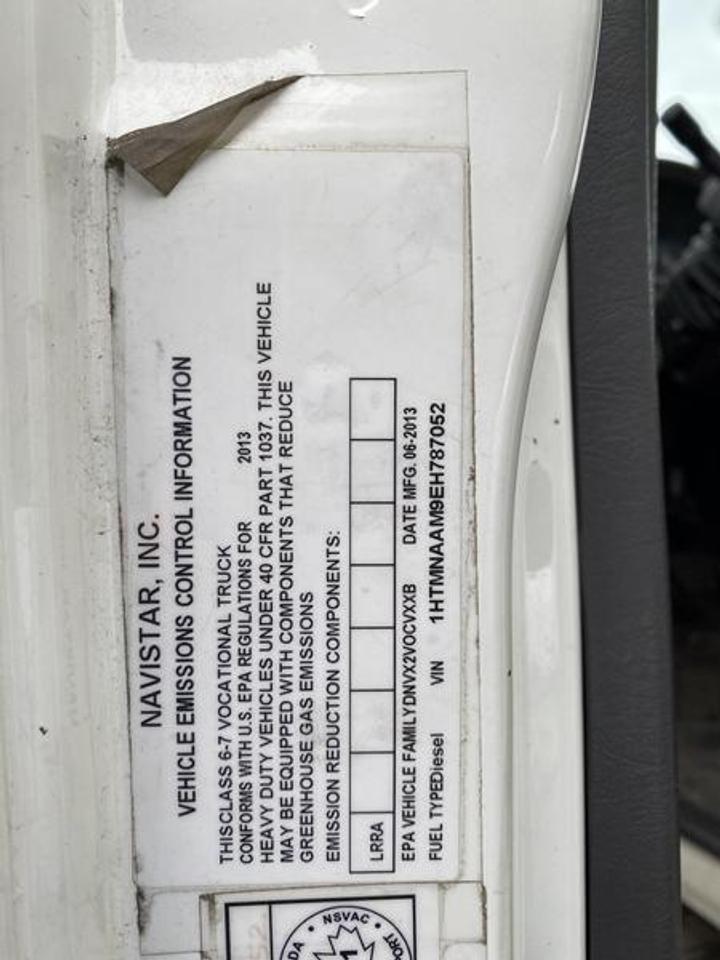 NAVISTAR, INC.
VEHICLE EMISSIONS CONTROL INFORMATION
THISCLASS 6-7 VOCATIONAL TRUCK
CONFORMS WITH U.S. EPA REGULATIONS FOR 2013
HEAVY DUTY VEHICLES UNDER 40 CFR PART 1037. THIS VEHICLE
MAY BE EQUIPPED WITH COMPONENTS THAT REDUCE
GREENHOUSE GAS EMISSIONS
EMISSION REDUCTION COMPONENTS:
LRRA
EPA VEHICLE FAMILYDNVX2VOCVXXB DATE MFG. 06-2013
FUEL TYPEDiesel VIN 1HTMNAAM9EH787052
NSVAC